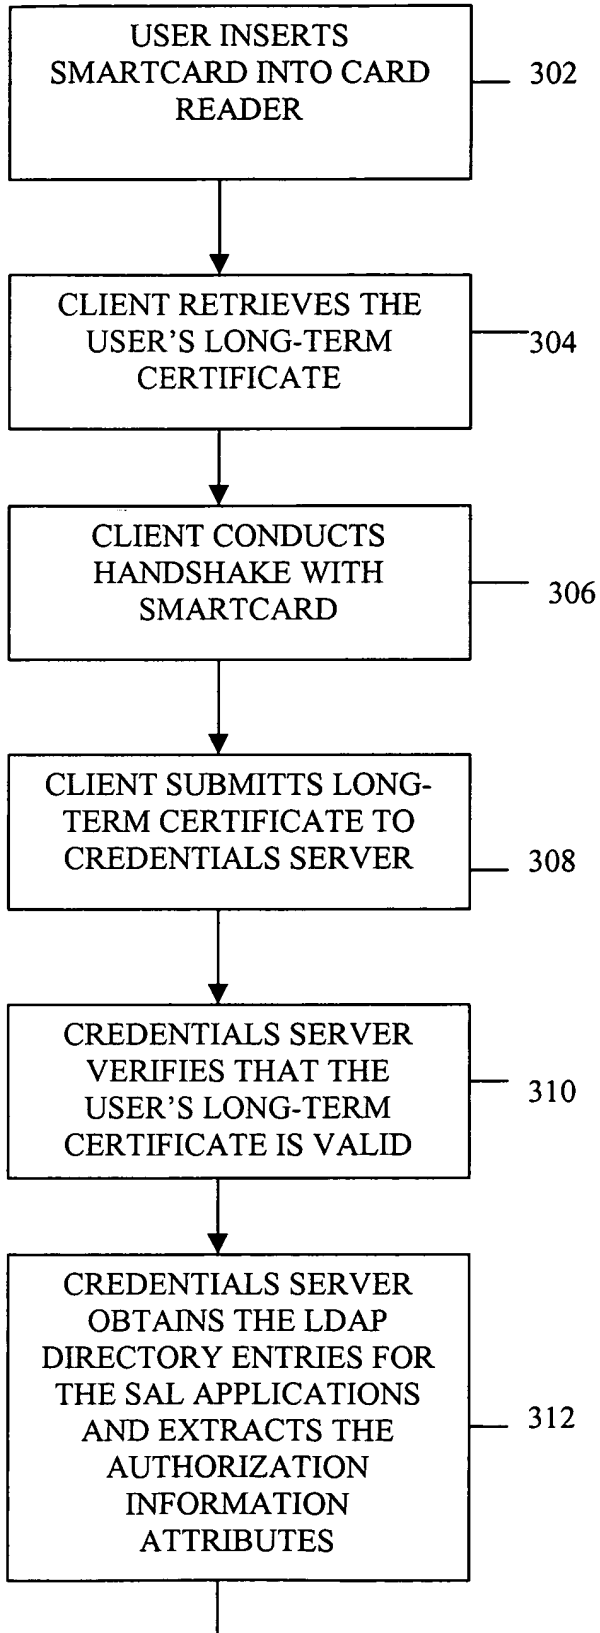 USER INSERTS
SMARTCARD INTO CARD
READER
302
CLIENT RETRIEVES THE
USER'S LONG-TERM
CERTIFICATE
304
CLIENT CONDUCTS
HANDSHAKE WITH
SMARTCARD
306
CLIENT SUBMITTS LONG-
TERM CERTIFICATE TO
CREDENTIALS SERVER
308
CREDENTIALS SERVER
VERIFIES THAT THE
USER'S LONG-TERM
CERTIFICATE IS VALID
310
CREDENTIALS SERVER
OBTAINS THE LDAP
DIRECTORY ENTRIES FOR
THE SAL APPLICATIONS
AND EXTRACTS THE
AUTHORIZATION
INFORMATION
ATTRIBUTES
312